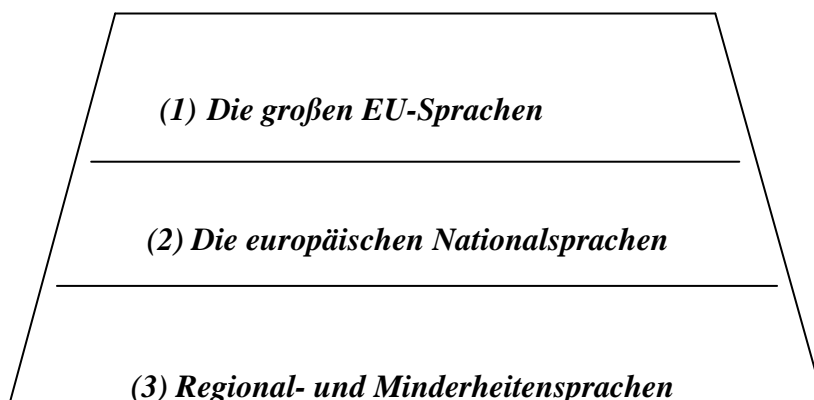 (1) Die großen EU-Sprachen
(2) Die europäischen Nationalsprachen
(3) Regional- und Minderheitensprachen